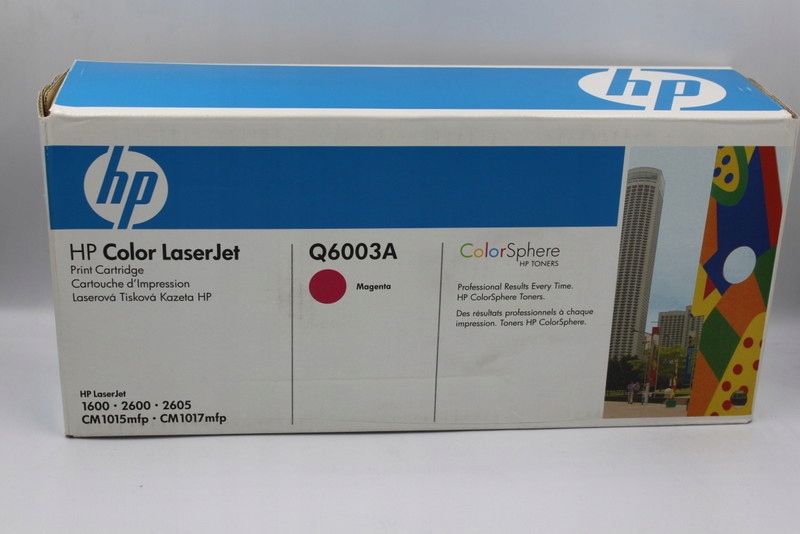 hp
hp
HP Color LaserJet
Print Cartridge
Cartouche d'Impression
Laserová Tisková Kazeta HP
HP LaserJet
1600 · 2600 · 2605
CM1015mfp · CM1017mfp
Q6003A
Magenta
ColorSphere
HP TONERS
Professional Results Every Time.
HP ColorSphere Toners.
Des résultats professionnels à chaque
impression. Toners HP ColorSphere.